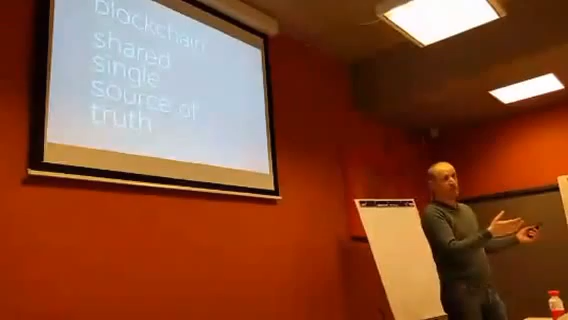 blockchain
shared
single
source of
truth